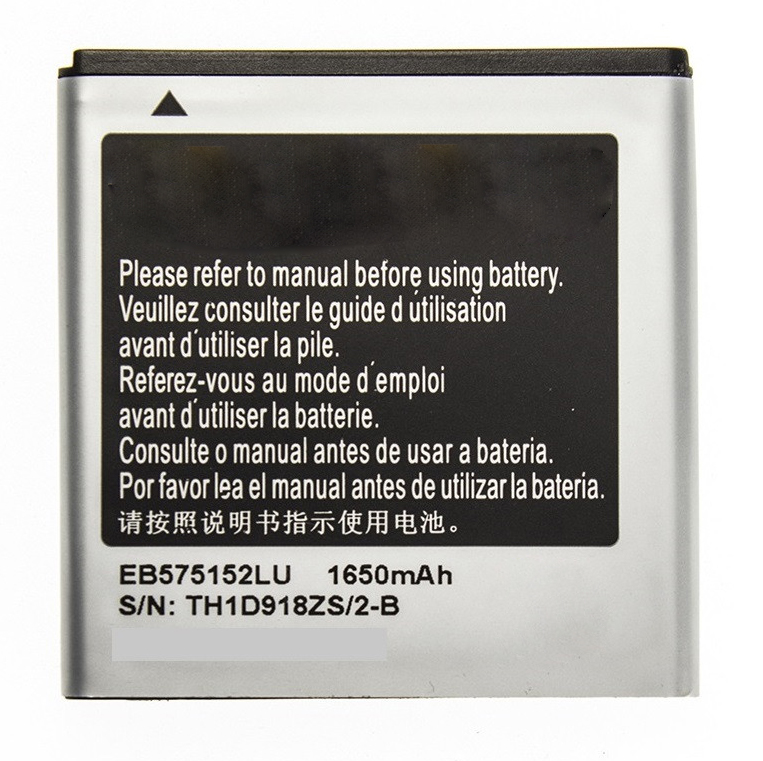 Please refer to manual before using battery.
Veuillez consulter le guide d'utilisation
avant d'utiliser la pile.
Referez-vous au mode d'emploi
avant d'utiliser la batterie.
Consulte o manual antes de usar a bateria.
Por favor lea el manual antes de utilizar la batería.
请按照说明书指示使用电池。
EB575152LU 1650mAh
S/N: TH1D918ZS/2-B